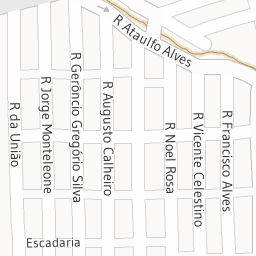 R Ataulfo Alves
R da União
R Jorge Monteleone
R Gerôncio Gregório Silva
R Augusto Calheiro
R Noel Rosa
R Vicente Celestino
R Francisco Alves
Escadaria